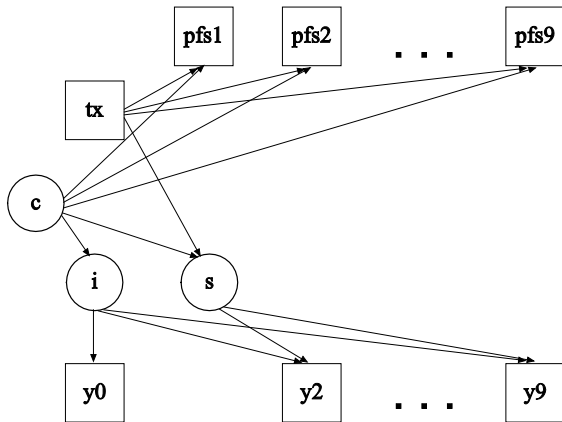 pfs1 pfs2 . . . pfs9
tx
c
i s
y0 y2 . . . y9